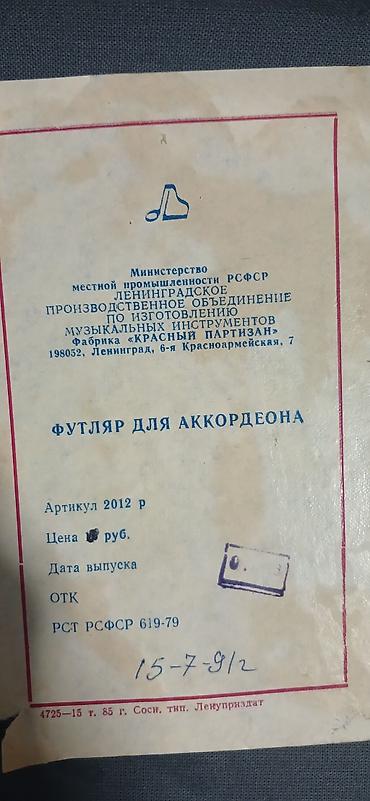 Министерство
местной промышленности РСФСР
ЛЕНИНГРАДСКОЕ
ПРОИЗВОДСТВЕННОЕ ОБЪЕДИНЕНИЕ
ПО ИЗГОТОВЛЕНИЮ
МУЗЫКАЛЬНЫХ ИНСТРУМЕНТОВ
Фабрика «КРАСНЫЙ ПАРТИЗАН»
198052, Ленинград, 6-я Красноармейская, 7
ФУТЛЯР ДЛЯ АККОРДЕОНА
Артикул 2012 р
Цена руб.
Дата выпуска
ОТК
РСТ РСФСР 619-79
15-7-91г
4725—15 т. 85 г. Сосн. тип. Ленуприздат